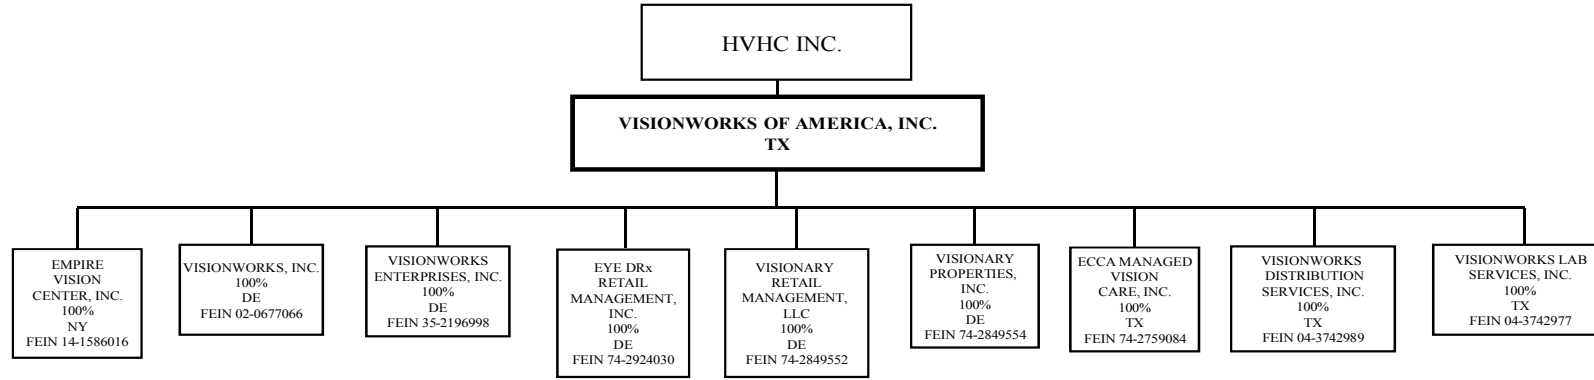 HVHC INC.
VISIONWORKS OF AMERICA, INC.
TX
EMPIRE
VISION
CENTER, INC.
100%
NY
FEIN 14-1586016
VISIONWORKS, INC.
100%
DE
FEIN 02-0677066
VISIONWORKS
ENTERPRISES, INC.
100%
DE
FEIN 35-2196998
EYE DRx
RETAIL
MANAGEMENT,
INC.
100%
DE
FEIN 74-2924030
VISIONARY
RETAIL
MANAGEMENT,
LLC
100%
DE
FEIN 74-2849552
VISIONARY
PROPERTIES,
INC.
100%
DE
FEIN 74-2849554
ECCA MANAGED
VISION
CARE, INC.
100%
TX
FEIN 74-2759084
VISIONWORKS
DISTRIBUTION
SERVICES, INC.
100%
TX
FEIN 04-3742989
VISIONWORKS LAB
SERVICES, INC.
100%
TX
FEIN 04-3742977